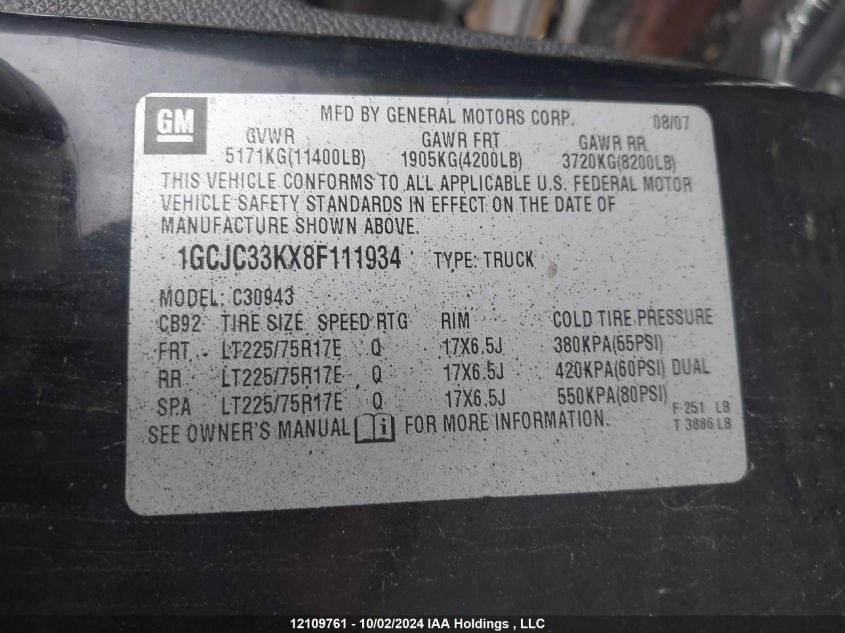 GM ® MFD BY GENERAL MOTORS CORP. 08/07
GVWR GAWR FRT GAWR RR
5171KG(11400LB) 1905KG(4200LB) 3720KG(8200LB)
THIS VEHICLE CONFORMS TO ALL APPLICABLE U.S. FEDERAL MOTOR
VEHICLE SAFETY STANDARDS IN EFFECT ON THE DATE OF
MANUFACTURE SHOWN ABOVE.
1GCJC33KX8F111934 TYPE: TRUCK
MODEL: C30943
CB92 TIRE SIZE SPEED RTG RIM COLD TIRE PRESSURE
FRT LT225/75R17E Q 17X6.5J 380KPA(55PSI)
RR LT225/75R17E Q 17X6.5J 420KPA(60PSI) DUAL
SPA LT225/75R17E Q 17X6.5J 550KPA(80PSI)
F 251 LB
SEE OWNER'S MANUAL i FOR MORE INFORMATION. T 3886 LB
12109761 - 10/02/2024 IAA Holdings , LLC